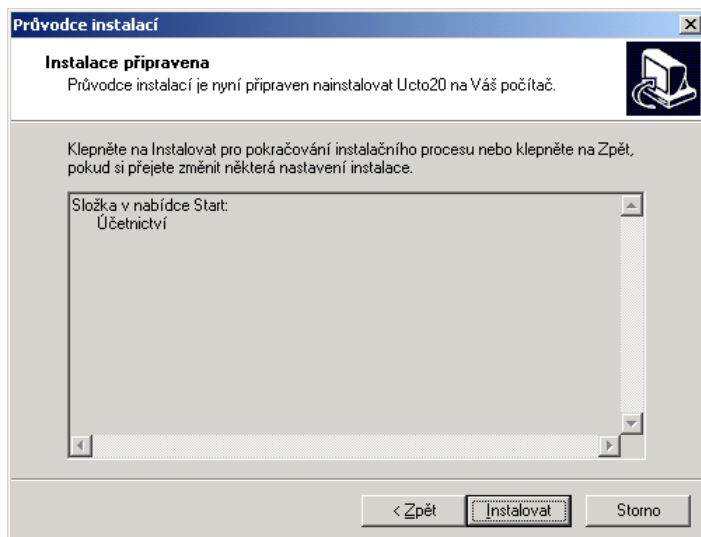 Průvodce instalací
Instalace připravena
Průvodce instalací je nyní připraven nainstalovat Ucto20 na Váš počítač.
Klepněte na Instalovat pro pokračování instalačního procesu nebo klepněte na Zpět,
pokud si přejete změnit některá nastavení instalace.
Složka v nabídce Start:
Účetnictví
< Zpět
Instalovat
Storno